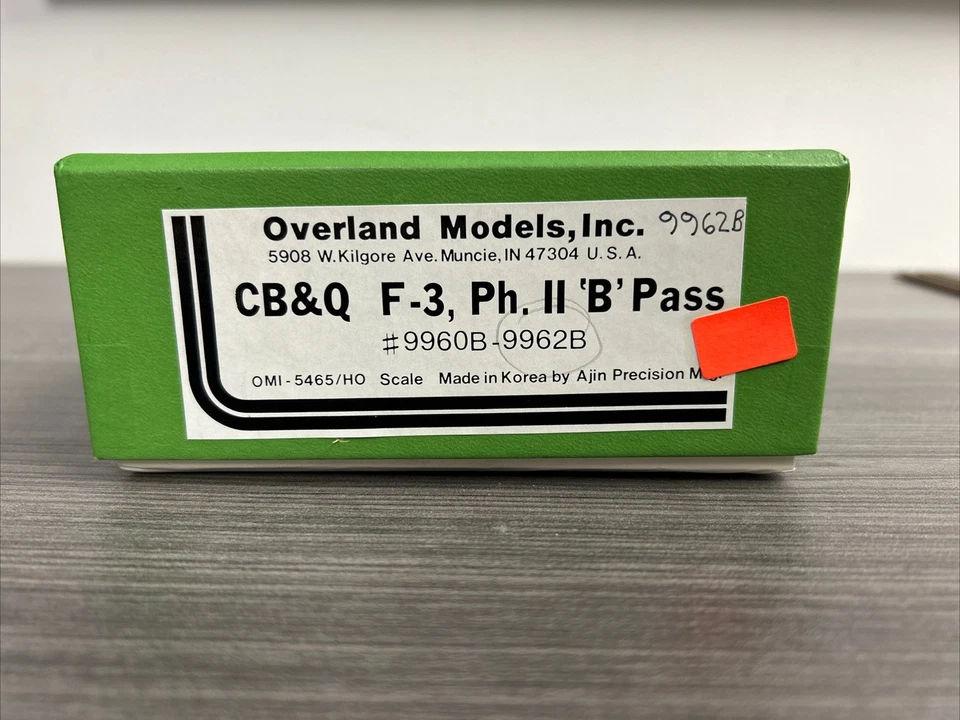 Overland Models, Inc. 9962B
5908 W. Kilgore Ave. Muncie, IN 47304 U. S. A.
CB&Q F-3, Ph. II 'B' Pass
#9960B-9962B
OMI - 5465/HO Scale Made in Korea by Ajin Precision